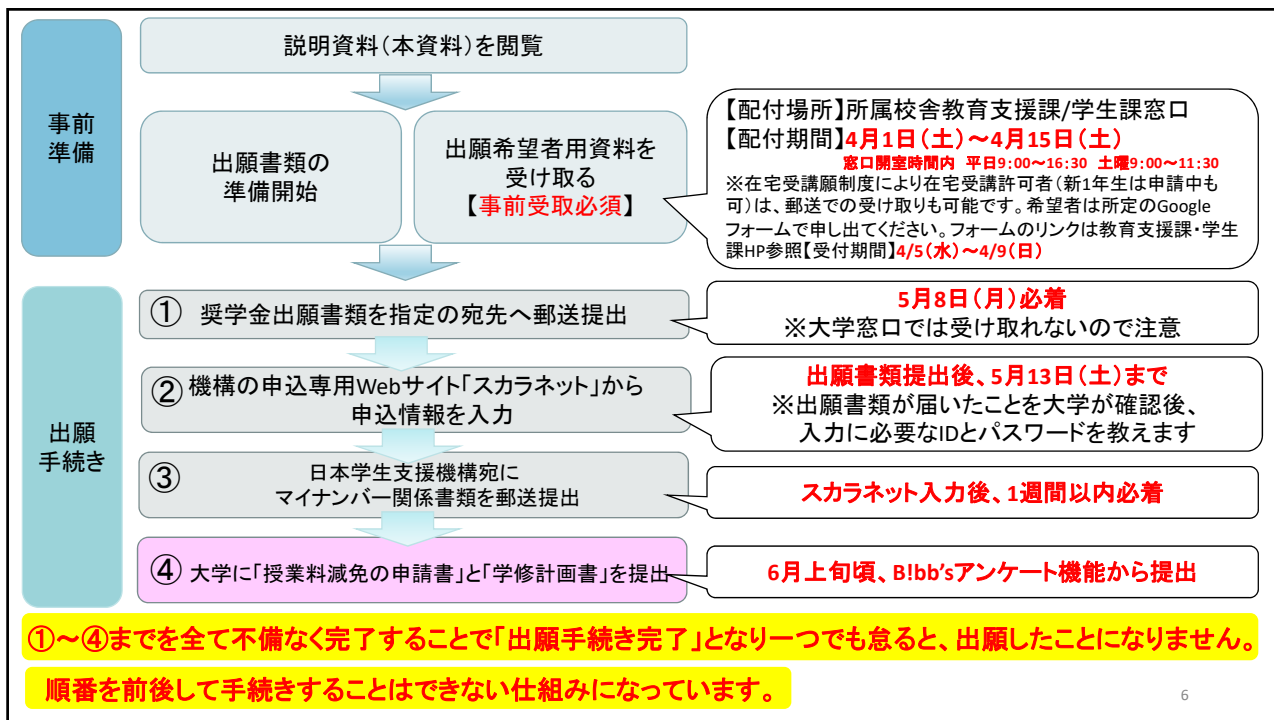 事前
準備
説明資料(本資料)を閲覧
出願書類の
準備開始
出願希望者用資料を
受け取る
【事前受取必須】
【配付場所】所属校舎教育支援課/学生課窓口
【配付期間】4月1日(土)~4月15日(土)
窓口開室時間内 平日9:00~16:30 土曜9:00~11:30
※在宅受講願制度により在宅受講許可者(新1年生は申請中も
可)は、郵送での受け取りも可能です。希望者は所定のGoogle
フォームで申し出てください。フォームのリンクは教育支援課・学生
課HP参照【受付期間】4/5(水)~4/9(日)
出願
手続き
① 奨学金出願書類を指定の宛先へ郵送提出
5月8日(月)必着
※大学窓口では受け取れないので注意
② 機構の申込専用Webサイト「スカラネット」から
申込情報を入力
出願書類提出後、5月13日(土)まで
※出願書類が届いたことを大学が確認後、
入力に必要なIDとパスワードを教えます
③ 日本学生支援機構宛に
マイナンバー関係書類を郵送提出
スカラネット入力後、1週間以内必着
④ 大学に「授業料減免の申請書」と「学修計画書」を提出
6月上旬頃、B!bb'sアンケート機能から提出
①~④までを全て不備なく完了することで「出願手続き完了」となり一つでも怠ると、出願したことになりません。
順番を前後して手続きすることはできない仕組みになっています。
6